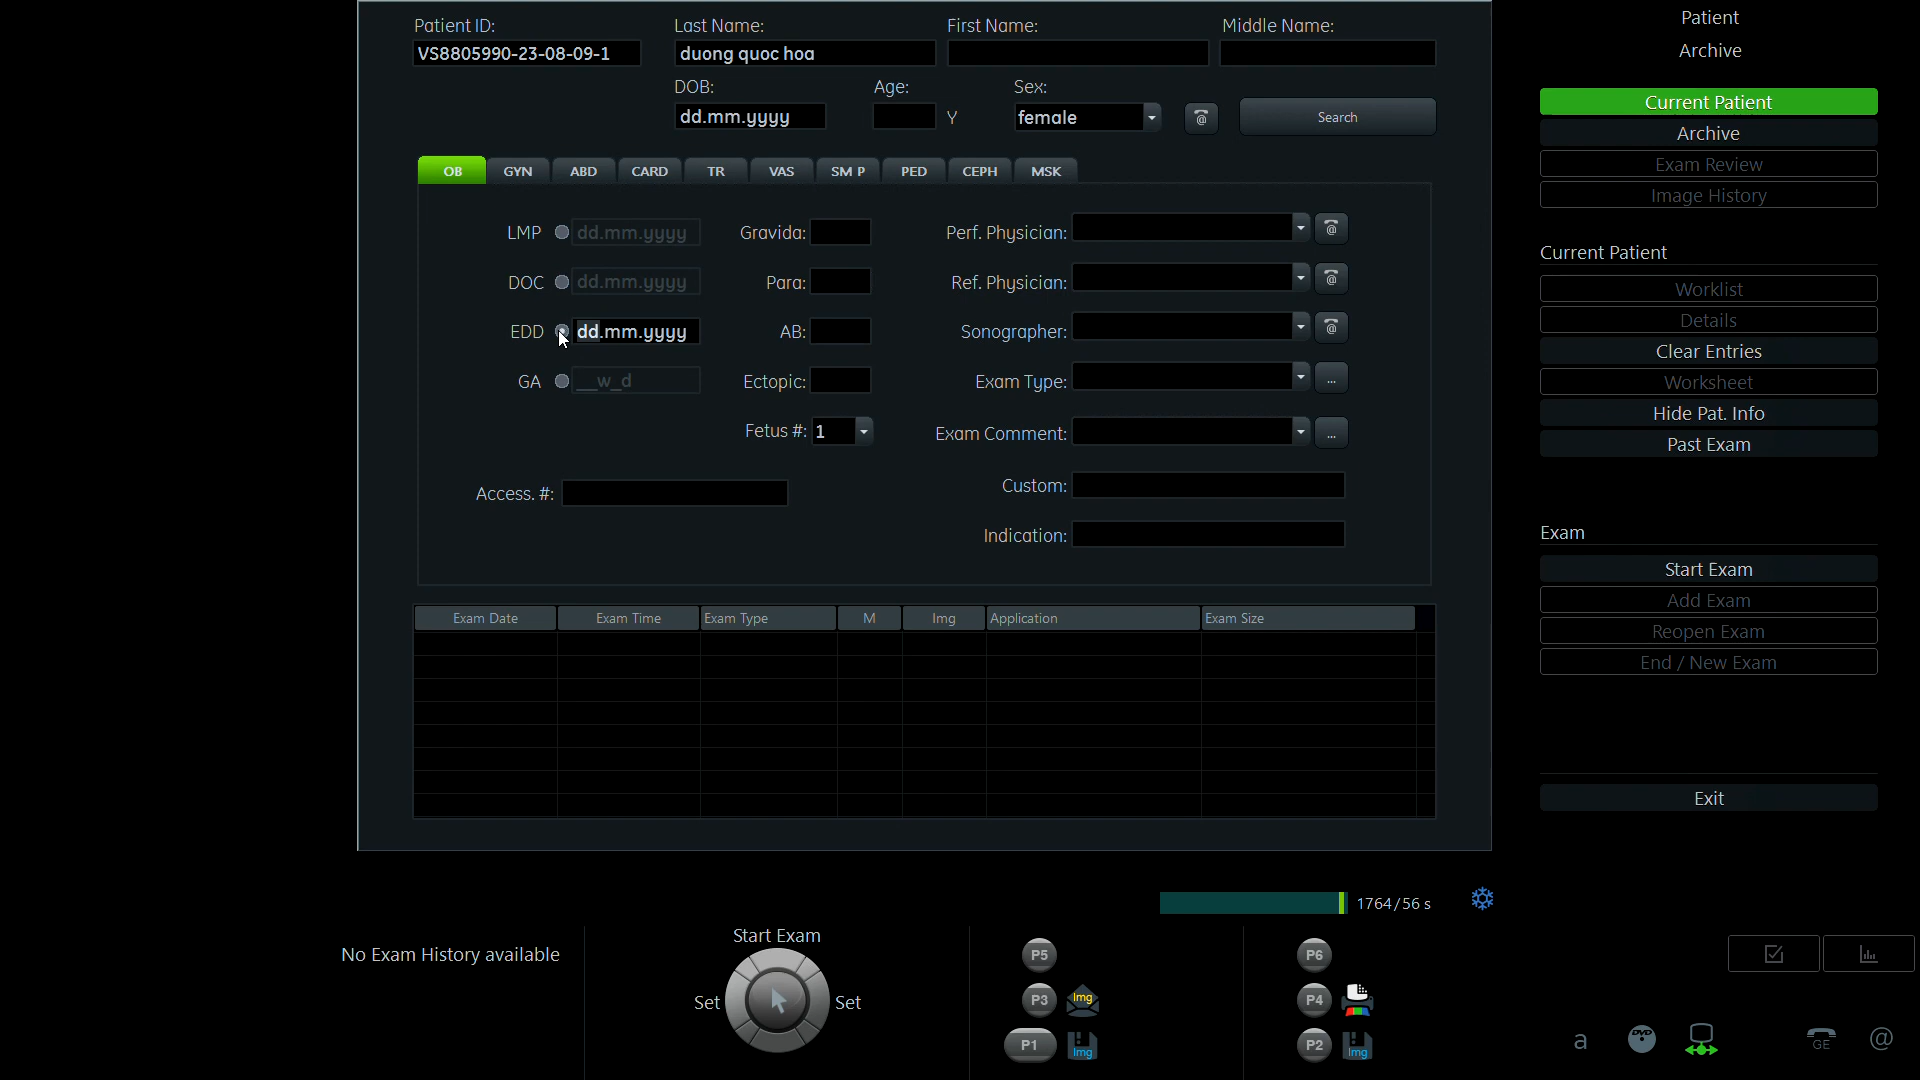 Patient ID: Last Name: First Name: Middle Name:
VS8805990-23-08-09-1 duong quoc hoa
DOB: Age: Sex:
dd.mm.yyyy Y female Search
OB GYN ABD CARD TR VAS SM P PED CEPH MSK
LMP dd.mm.yyyy Gravida: Perf. Physician:
DOC dd.mm.yyyy Para: Ref. Physician:
EDD dd.mm.yyyy AB: Sonographer:
GA __w_d Ectopic: Exam Type: ...
Fetus #: 1 Exam Comment: ...
Access. #: Custom:
Indication:
Exam Date Exam Time Exam Type M Img Application Exam Size
1764/56 s
No Exam History available
Start Exam
Set Set
P5 P6
P3 Img P4
P1 Img P2 Img
Patient
Archive
Current Patient
Archive
Exam Review
Image History
Current Patient
Worklist
Details
Clear Entries
Worksheet
Hide Pat. Info
Past Exam
Exam
Start Exam
Add Exam
Reopen Exam
End / New Exam
Exit
a DVD GE @